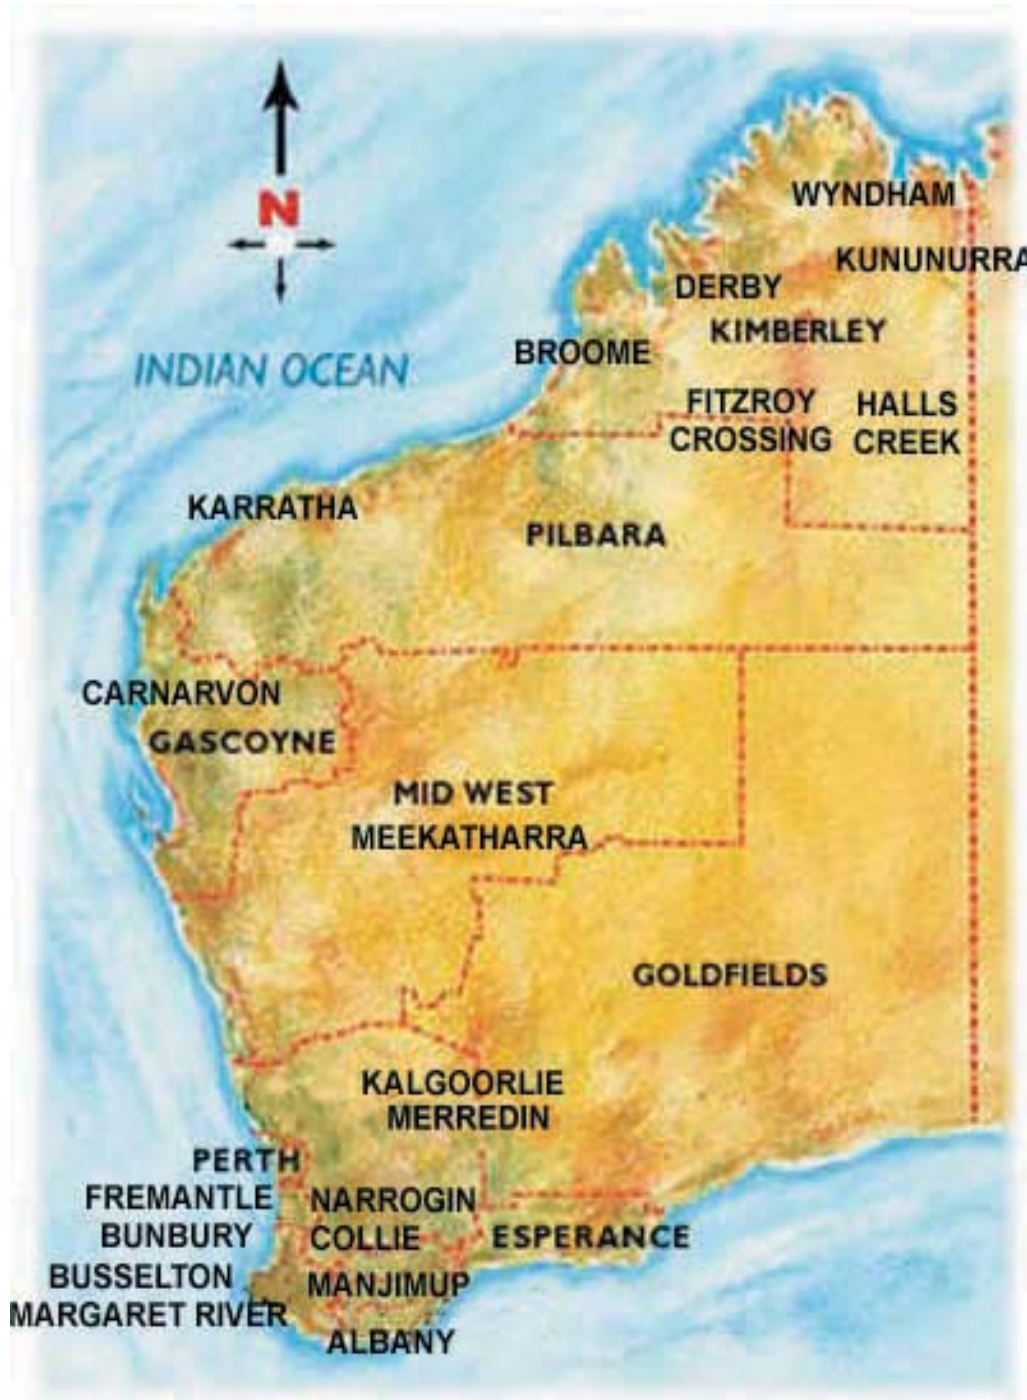 N
WYNDHAM
KUNUNURRA
DERBY
KIMBERLEY
BROOME
INDIAN OCEAN
FITZROY
CROSSING
HALLS
CREEK
KARRATHA
PILBARA
CARNARVON
GASCOYNE
MID WEST
MEEKATHARRA
GOLDFIELDS
KALGOORLIE
MERREDIN
PERTH
FREMANTLE
NARROGIN
BUNBURY
COLLIE
ESPERANCE
BUSSELTON
MANJIMUP
MARGARET RIVER
ALBANY